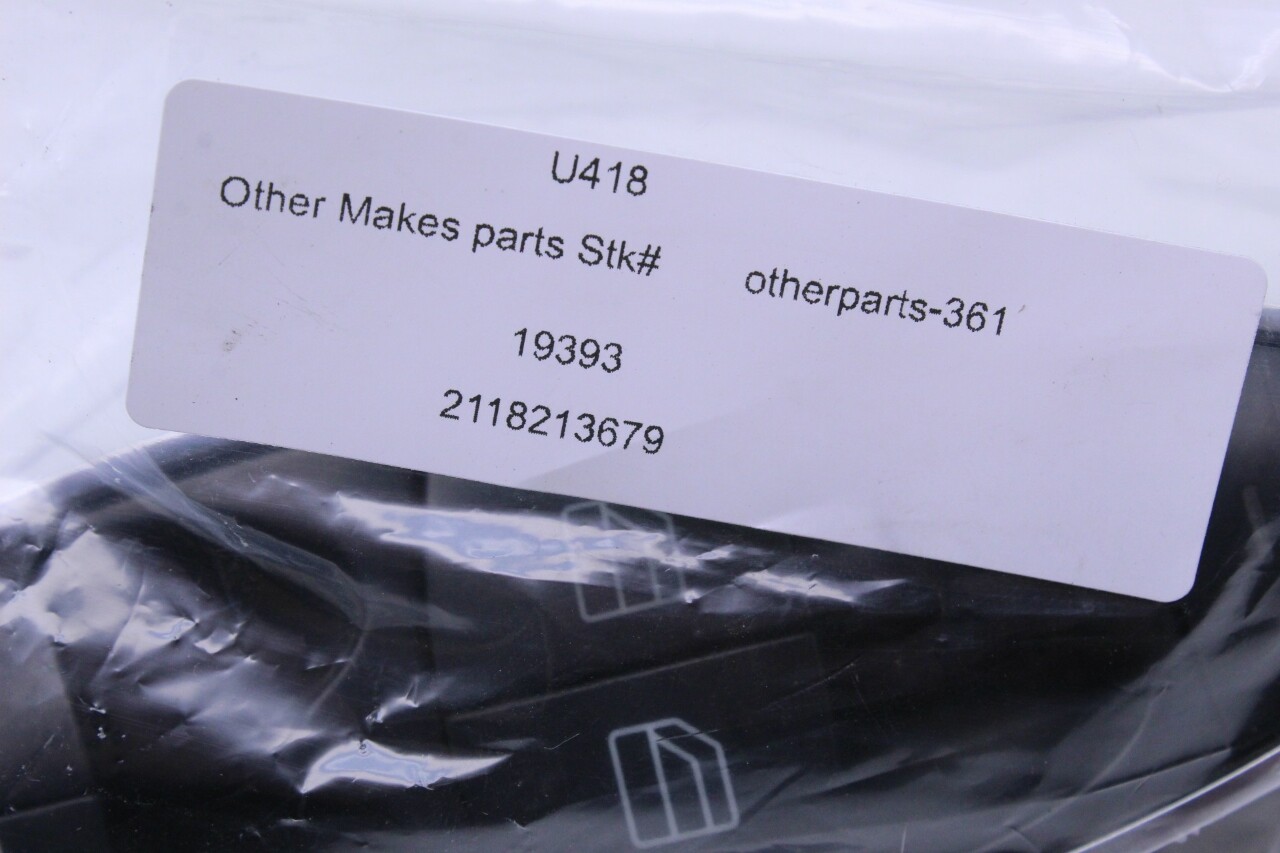 U418
Other Makes parts Stk# otherparts-361
19393
2118213679